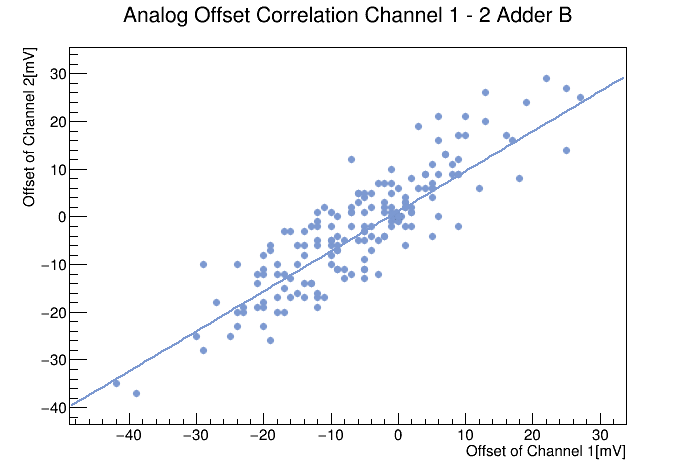 Analog Offset Correlation Channel 1 - 2 Adder B
Offset of Channel 2[mV]
30
20
10
0
−10
−20
−30
−40
−40 −30 −20 −10 0 10 20 30
Offset of Channel 1[mV]